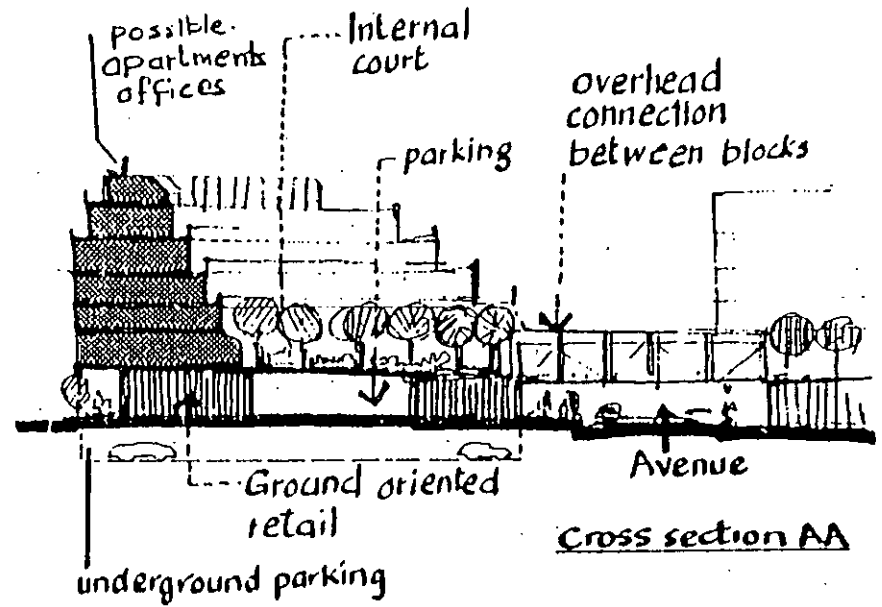 possible.
apartments
offices
Internal
court
parking
overhead
connection
between blocks
Avenue
Ground oriented
retail
Cross section AA
underground parking